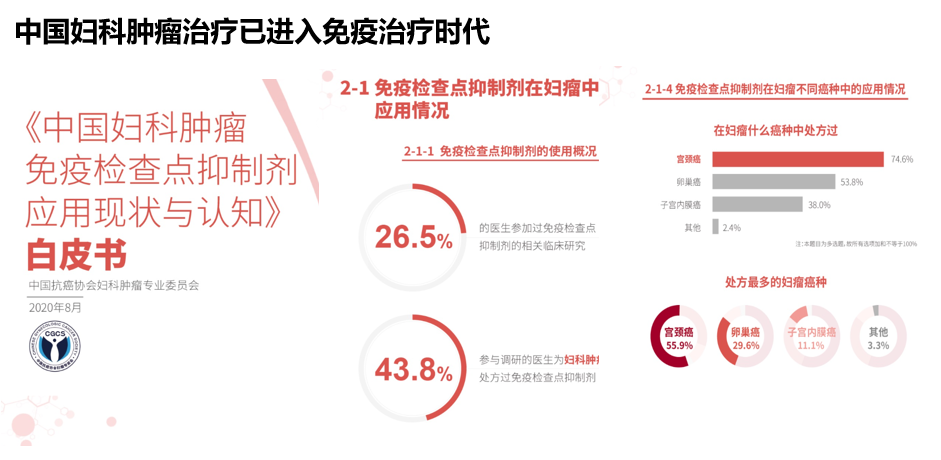 中国妇科肿瘤治疗已进入免疫治疗时代
《中国妇科肿瘤
免疫检查点抑制剂
应用现状与认知》
白皮书
中国抗癌协会妇科肿瘤专业委员会
2020年8月
CGCS
2-1 免疫检查点抑制剂在妇瘤中
应用情况
2-1-1 免疫检查点抑制剂的使用概况
26.5%
的医生参加过免疫检查点
抑制剂的相关临床研究
43.8%
参与调研的医生为妇科肿
处方过免疫检查点抑制剂
2-1-4 免疫检查点抑制剂在妇瘤不同癌种中的应用情况
在妇瘤什么癌种中处方过
宫颈癌 74.6%
卵巢癌 53.8%
子宫内膜癌 38.0%
其他 2.4%
注:本题目为多选题,故所有选项加和不等于100%
处方最多的妇瘤癌种
宫颈癌
55.9%
卵巢癌
29.6%
子宫内膜癌
11.1%
其他
3.3%